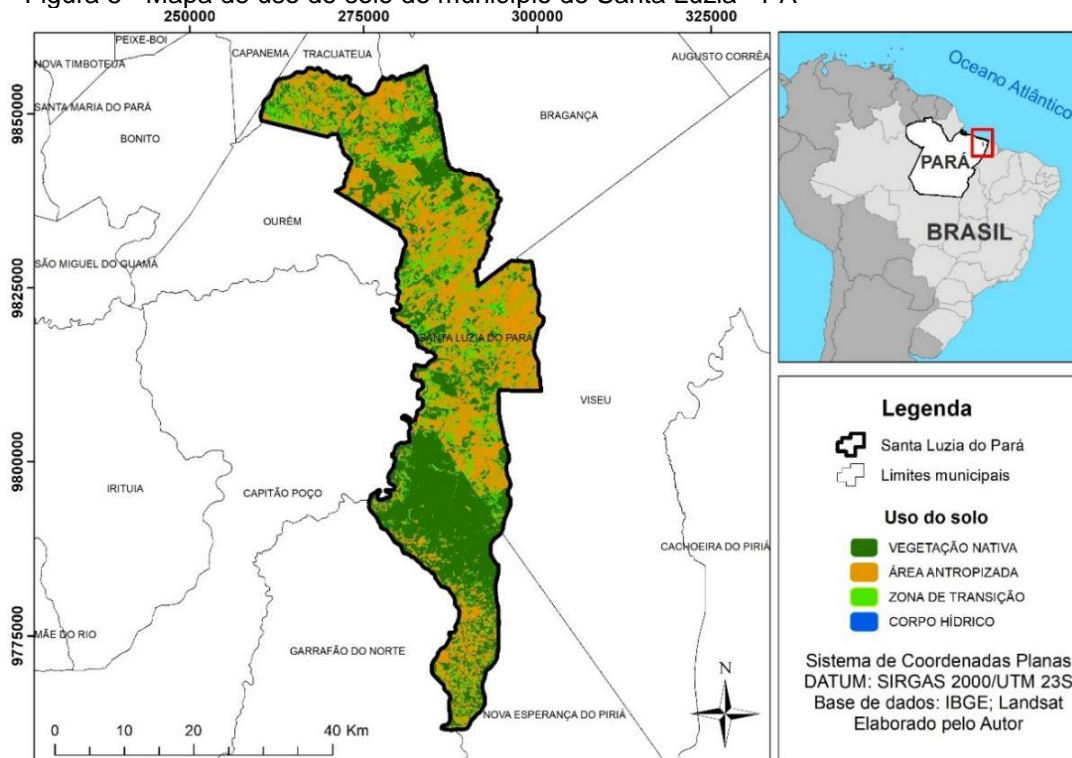 250000
275000
300000
325000
9850000
9825000
9800000
9775000
PEIXE-BOI
CAPANEMA
TRACUATEUA
AUGUSTO CORRÊA
NOVA TIMBOTEUA
SANTA MARIA DO PARÁ
BONITO
BRAGANÇA
OURÉM
SÃO MIGUEL DO GUAMÁ
SANTA LUZIA DO PARÁ
VISEU
IRITUIA
CAPITÃO POÇO
CACHOEIRA DO PIRIÁ
MÃE DO RIO
GARRAFÃO DO NORTE
NOVA ESPERANÇA DO PIRIÁ
N
0 10 20 40 Km
Oceano Atlântico
PARÁ
BRASIL
Legenda
Santa Luzia do Pará
Limites municipais
Uso do solo
VEGETAÇÃO NATIVA
ÁREA ANTROPIZADA
ZONA DE TRANSIÇÃO
CORPO HÍDRICO
Sistema de Coordenadas Planas
DATUM: SIRGAS 2000/UTM 23S
Base de dados: IBGE; Landsat
Elaborado pelo Autor